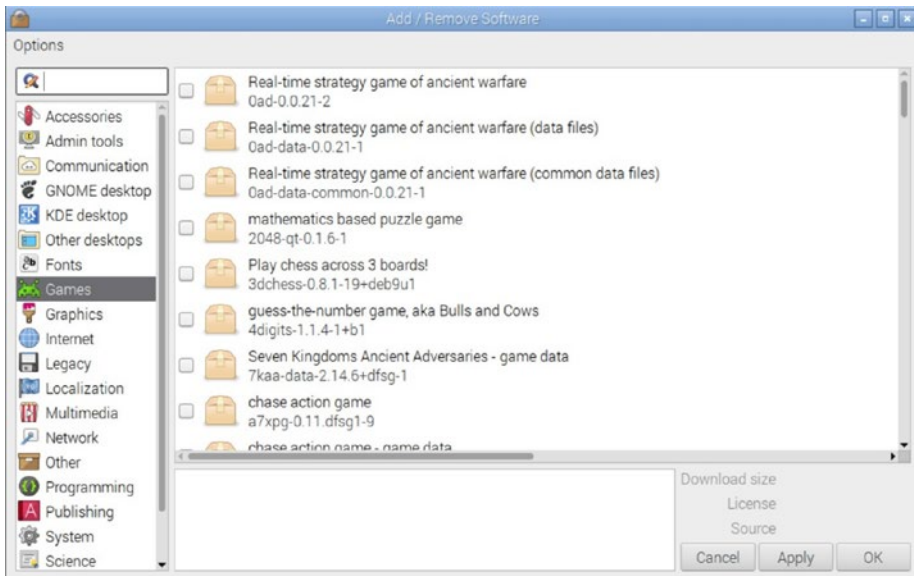 Add / Remove Software
Options
Accessories
Admin tools
Communication
GNOME desktop
KDE desktop
Other desktops
Fonts
Games
Graphics
Internet
Legacy
Localization
Multimedia
Network
Other
Programming
Publishing
System
Science
Real-time strategy game of ancient warfare
0ad-0.0.21-2
Real-time strategy game of ancient warfare (data files)
0ad-data-0.0.21-1
Real-time strategy game of ancient warfare (common data files)
0ad-data-common-0.0.21-1
mathematics based puzzle game
2048-qt-0.1.6-1
Play chess across 3 boards!
3dchess-0.8.1-19+deb9u1
guess-the-number game, aka Bulls and Cows
4digits-1.1.4-1+b1
Seven Kingdoms Ancient Adversaries - game data
7kaa-data-2.14.6+dfsg-1
chase action game
a7xpg-0.11.dfsg1-9
chase action game - game data
Download size
License
Source
Cancel
Apply
OK